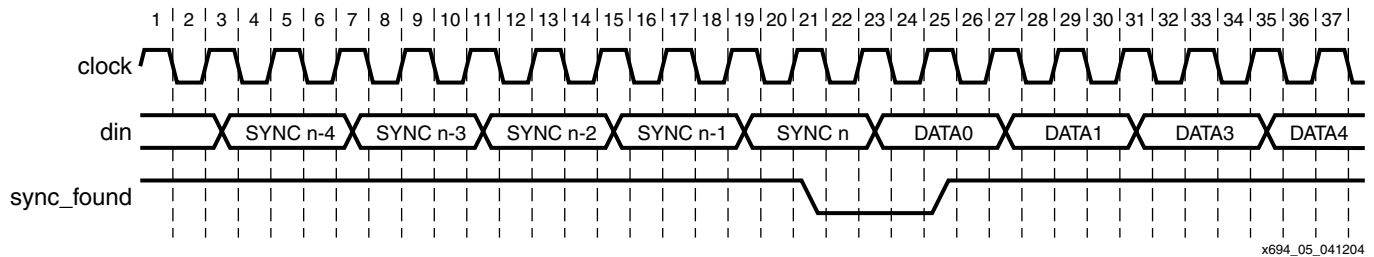 1 2 3 4 5 6 7 8 9 10 11 12 13 14 15 16 17 18 19 20 21 22 23 24 25 26 27 28 29 30 31 32 33 34 35 36 37
clock
din SYNC n-4 SYNC n-3 SYNC n-2 SYNC n-1 SYNC n DATA0 DATA1 DATA3 DATA4
sync_found
x694_05_041204